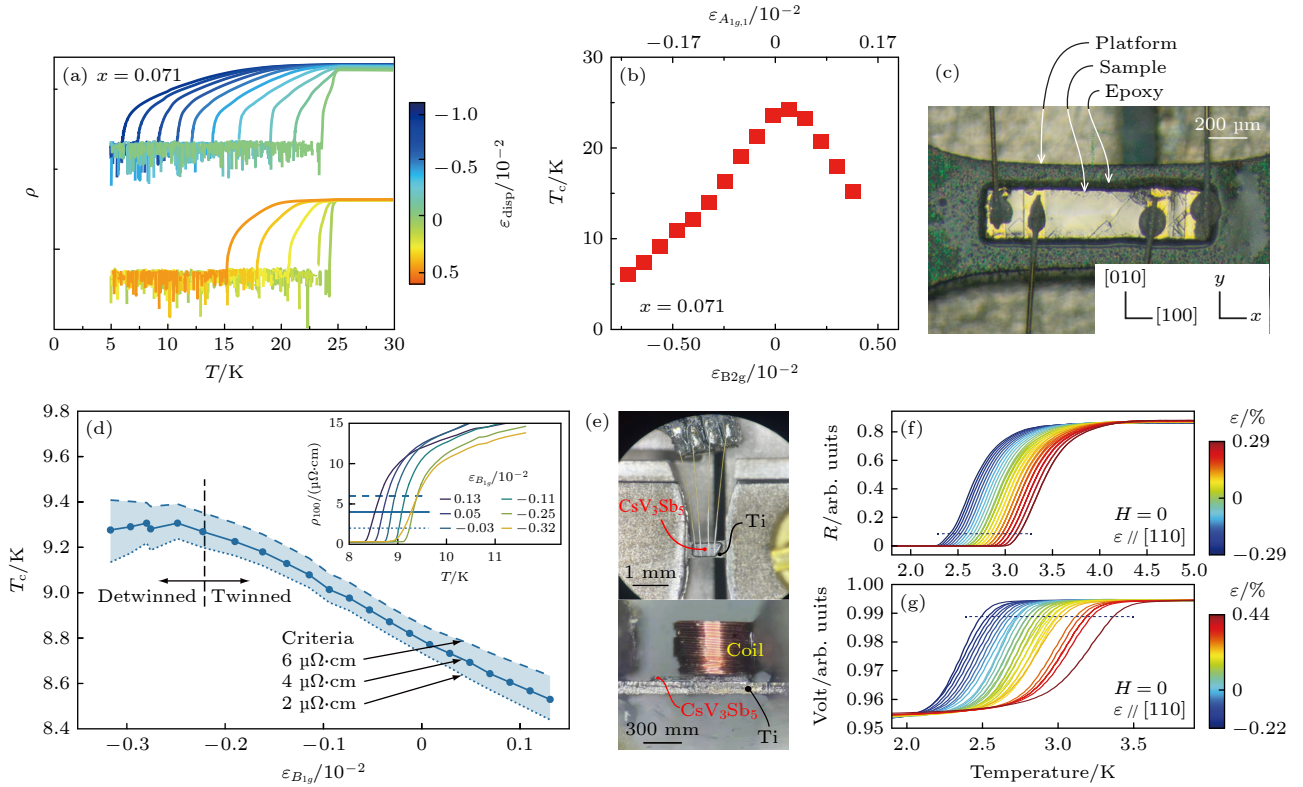 (a)
x = 0.071
ρ
T/K
0
5
10
15
20
25
30
εdisp/10−2
−1.0
−0.5
0
0.5
εA1g,1/10−2
−0.17
0
0.17
(b)
Tc/K
30
20
10
0
x = 0.071
−0.50
0
0.50
εB2g/10−2
(c)
Platform
Sample
Epoxy
200 µm
[010]
[100]
y
x
(d)
Tc/K
9.8
9.6
9.4
9.2
9.0
8.8
8.6
8.4
Detwinned
Twinned
Criteria
6 µΩ·cm
4 µΩ·cm
2 µΩ·cm
−0.3
−0.2
−0.1
0
0.1
εB1g/10−2
ρ100/(µΩ·cm)
15
10
5
0
8
9
10
11
T/K
εB1g/10−2
0.13
−0.11
0.05
−0.25
−0.03
−0.32
(e)
CsV3Sb5
Ti
1 mm
Coil
CsV3Sb5
Ti
300 mm
(f)
R/arb. uuits
0.8
0.6
0.4
0.2
0
H = 0
ε // [110]
2.0
2.5
3.0
3.5
4.0
4.5
5.0
ε/%
0.29
0
−0.29
(g)
Volt/arb. uuits
1.00
0.99
0.98
0.97
0.96
0.95
H = 0
ε // [110]
2.0
2.5
3.0
3.5
Temperature/K
ε/%
0.44
0
−0.22